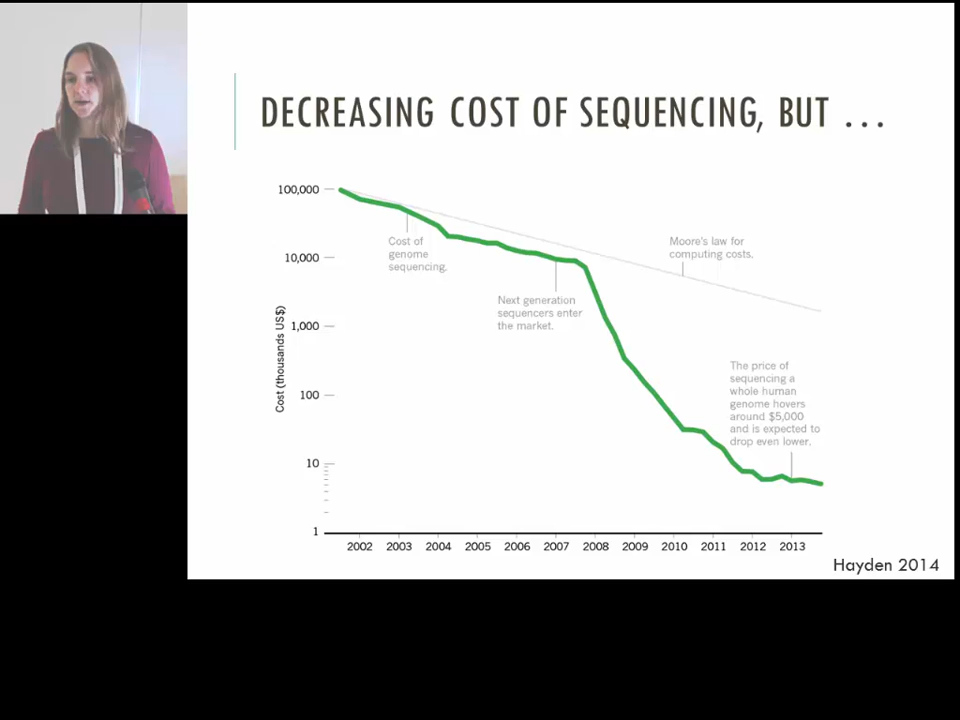 DECREASING COST OF SEQUENCING, BUT ...
100,000
10,000
1,000
100
10
1
Cost (thousands US$)
Cost of
genome
sequencing.
Next generation
sequencers enter
the market.
Moore's law for
computing costs.
The price of
sequencing a
whole human
genome hovers
around $5,000
and is expected to
drop even lower.
2002 2003 2004 2005 2006 2007 2008 2009 2010 2011 2012 2013
Hayden 2014